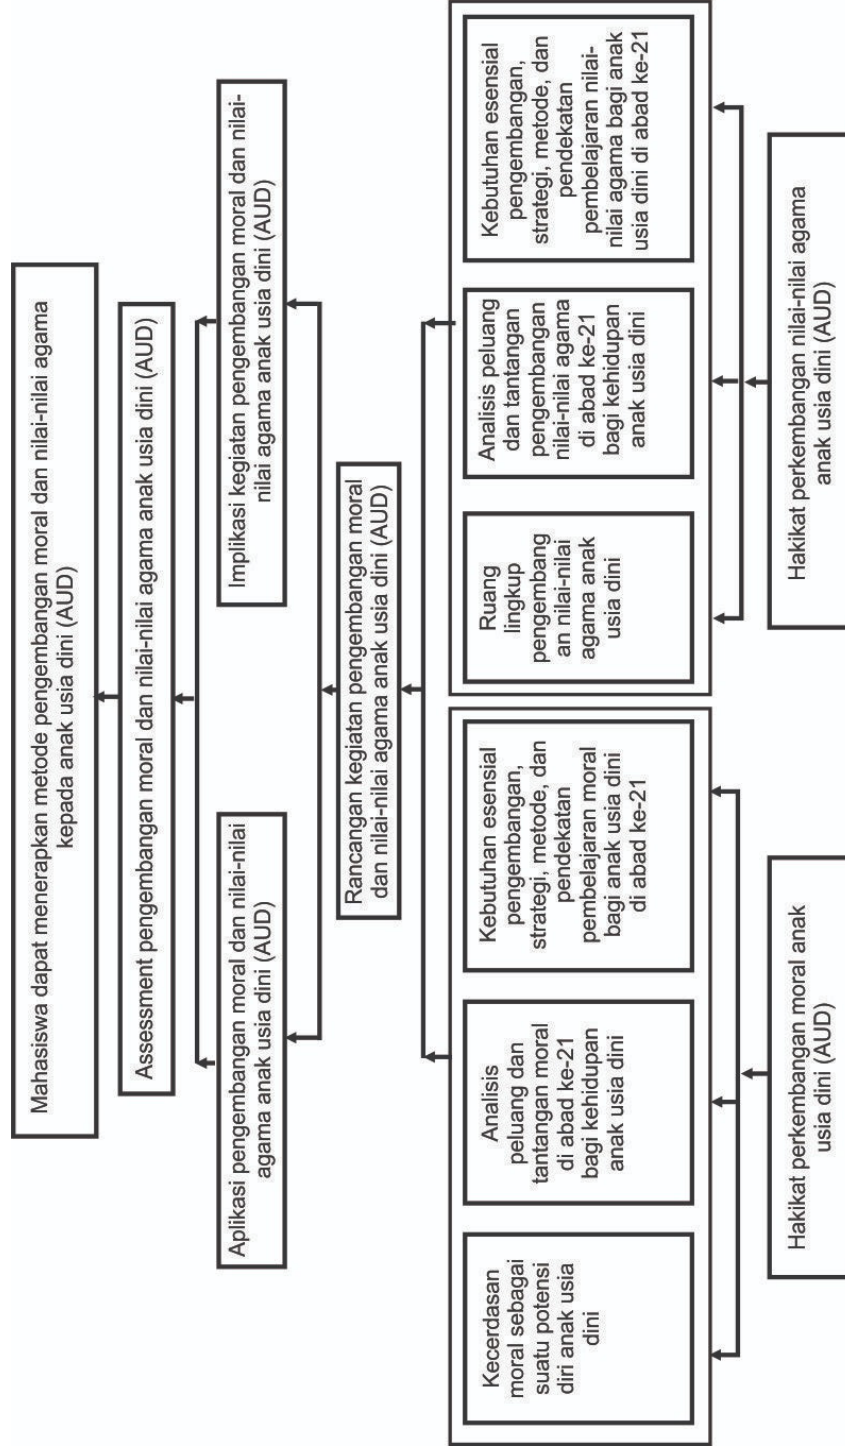 Mahasiswa dapat menerapkan metode pengembangan moral dan nilai-nilai agama
kepada anak usia dini (AUD)
Assessment pengembangan moral dan nilai-nilai agama anak usia dini (AUD)
Aplikasi pengembangan moral dan nilai-nilai
agama anak usia dini (AUD)
Implikasi kegiatan pengembangan moral dan nilai-
nilai agama anak usia dini (AUD)
Rancangan kegiatan pengembangan moral
dan nilai-nilai agama anak usia dini (AUD)
Kecerdasan
moral sebagai
suatu potensi
diri anak usia
dini
Analisis
peluang dan
tantangan moral
di abad ke-21
bagi kehidupan
anak usia dini
Kebutuhan esensial
pengembangan,
strategi, metode, dan
pendekatan
pembelajaran moral
bagi anak usia dini
di abad ke-21
Ruang
lingkup
pengembang
an nilai-nilai
agama anak
usia dini
Analisis peluang
dan tantangan
pengembangan
nilai-nilai agama
di abad ke-21
bagi kehidupan
anak usia dini
Kebutuhan esensial
pengembangan,
strategi, metode, dan
pendekatan
pembelajaran nilai-
nilai agama bagi anak
usia dini di abad ke-21
Hakikat perkembangan moral anak
usia dini (AUD)
Hakikat perkembangan nilai-nilai agama
anak usia dini (AUD)